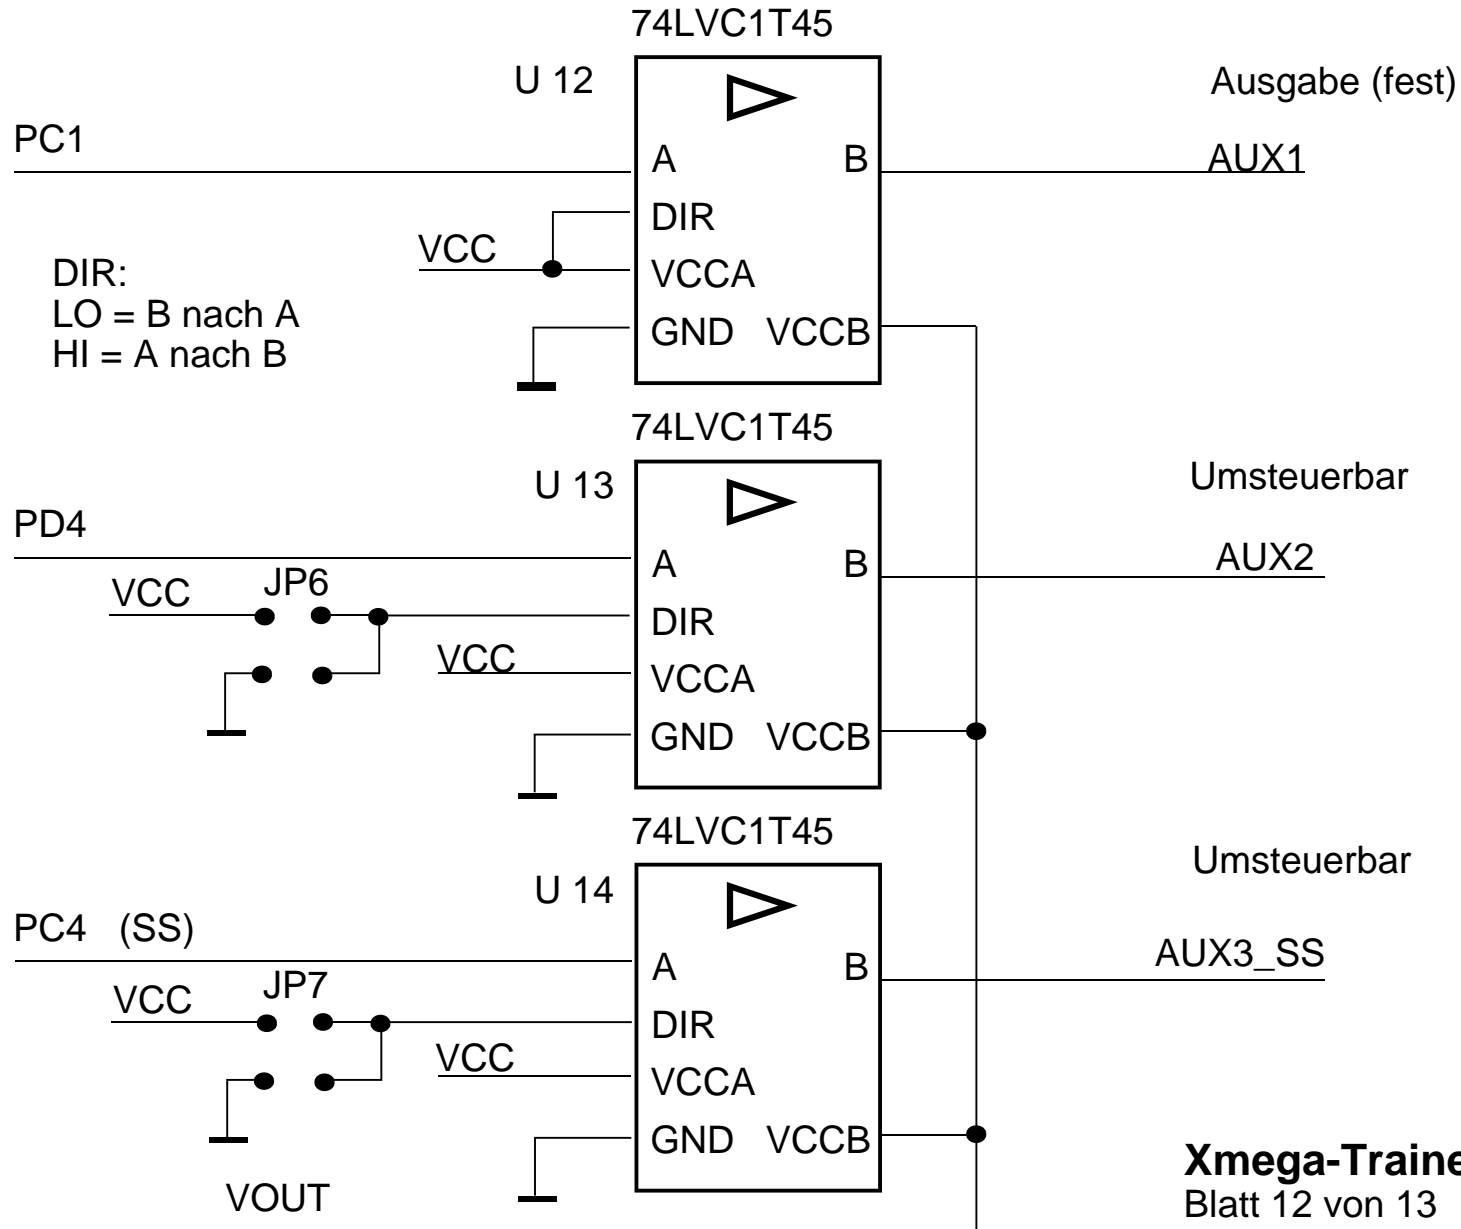 74LVC1T45
U 12
Ausgabe (fest)
PC1
A
B
AUX1
DIR
VCC
VCCA
DIR:
LO = B nach A
HI = A nach B
GND
VCCB
74LVC1T45
U 13
Umsteuerbar
PD4
A
B
AUX2
VCC
JP6
DIR
VCC
VCCA
GND
VCCB
74LVC1T45
U 14
Umsteuerbar
PC4 (SS)
A
B
AUX3_SS
VCC
JP7
DIR
VCC
VCCA
GND
VCCB
VOUT
Xmega-Traine
Blatt 12 von 13